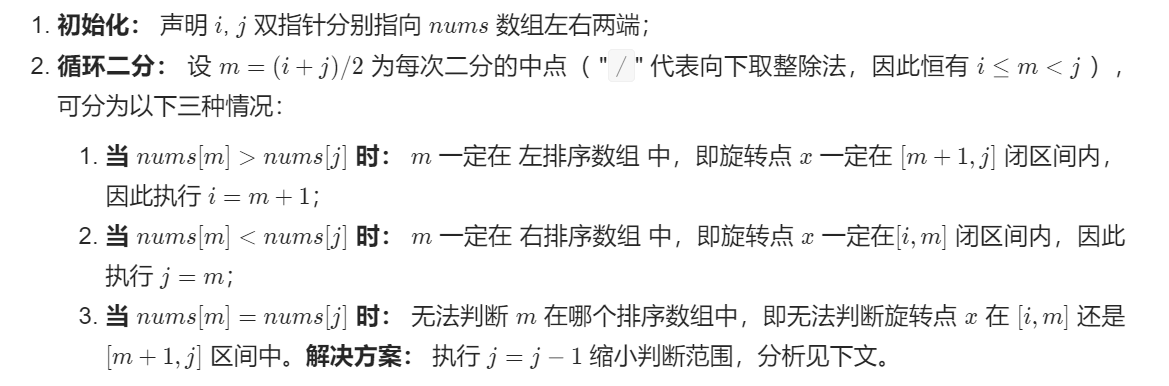 1. 初始化： 声明 i, j 双指针分别指向 nums 数组左右两端；
2. 循环二分： 设 m = (i + j)/2 为每次二分的中点（ "/" 代表向下取整除法，因此恒有 i ≤ m < j ），
可分为以下三种情况：
1. 当 nums[m] > nums[j] 时： m 一定在 左排序数组 中，即旋转点 x 一定在 [m + 1, j] 闭区间内，
因此执行 i = m + 1；
2. 当 nums[m] < nums[j] 时： m 一定在 右排序数组 中，即旋转点 x 一定在[i, m] 闭区间内，因此
执行 j = m；
3. 当 nums[m] = nums[j] 时： 无法判断 m 在哪个排序数组中，即无法判断旋转点 x 在 [i, m] 还是
[m + 1, j] 区间中。解决方案： 执行 j = j − 1 缩小判断范围，分析见下文。